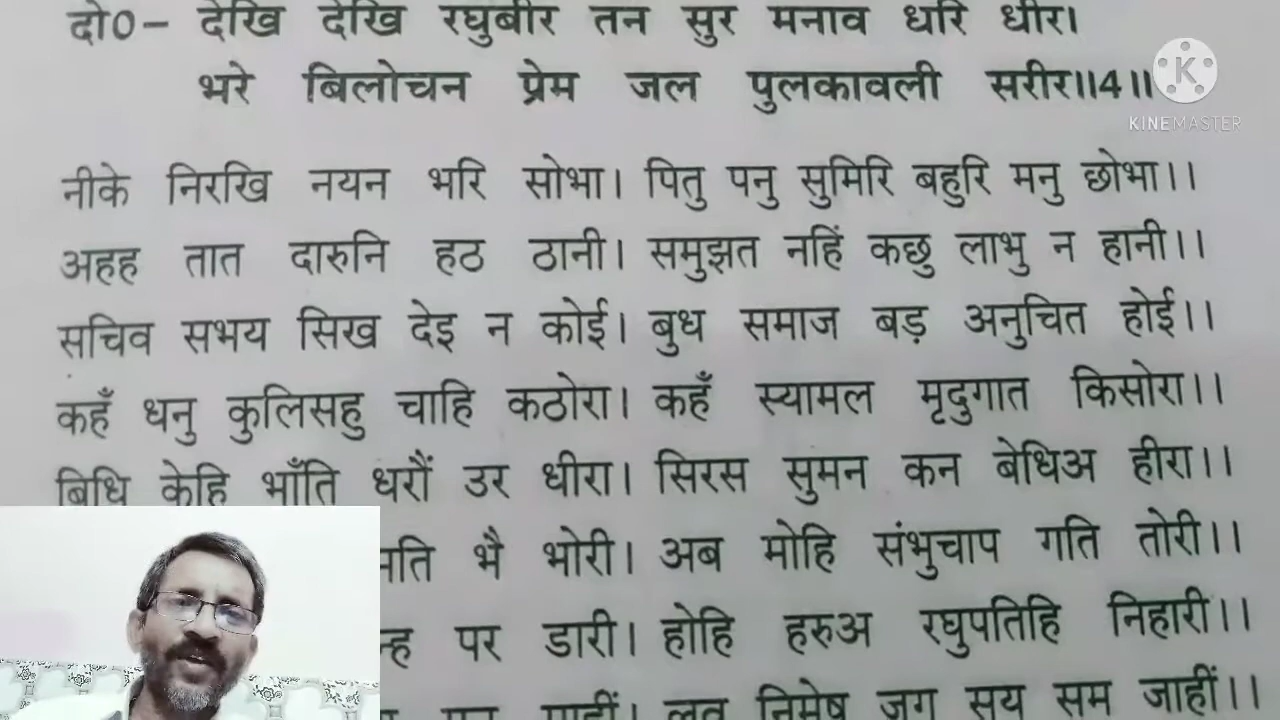 दो0– देखि देखि रघुबीर तन सुर मनाव धरि धीर।
भरे बिलोचन प्रेम जल पुलकावली सरीर॥4॥
K
KINEMASTER
नीके निरखि नयन भरि सोभा। पितु पनु सुमिरि बहुरि मनु छोभा।।
अहह तात दारुनि हठ ठानी। समुझत नहिं कछु लाभु न हानी।।
सचिव सभय सिख देइ न कोई। बुध समाज बड़ अनुचित होई।।
कहँ धनु कुलिसहु चाहि कठोरा। कहँ स्यामल मृदुगात किसोरा।।
बिधि केहि भाँति धरौं उर धीरा। सिरस सुमन कन बेधिअ हीरा।।
भै भोरी। अब मोहि संभुचाप गति तोरी।।
पर डारी। होहि हरुअ रघुपतिहि निहारी।।
लव निमेष जुग सय सम जाहीं।।